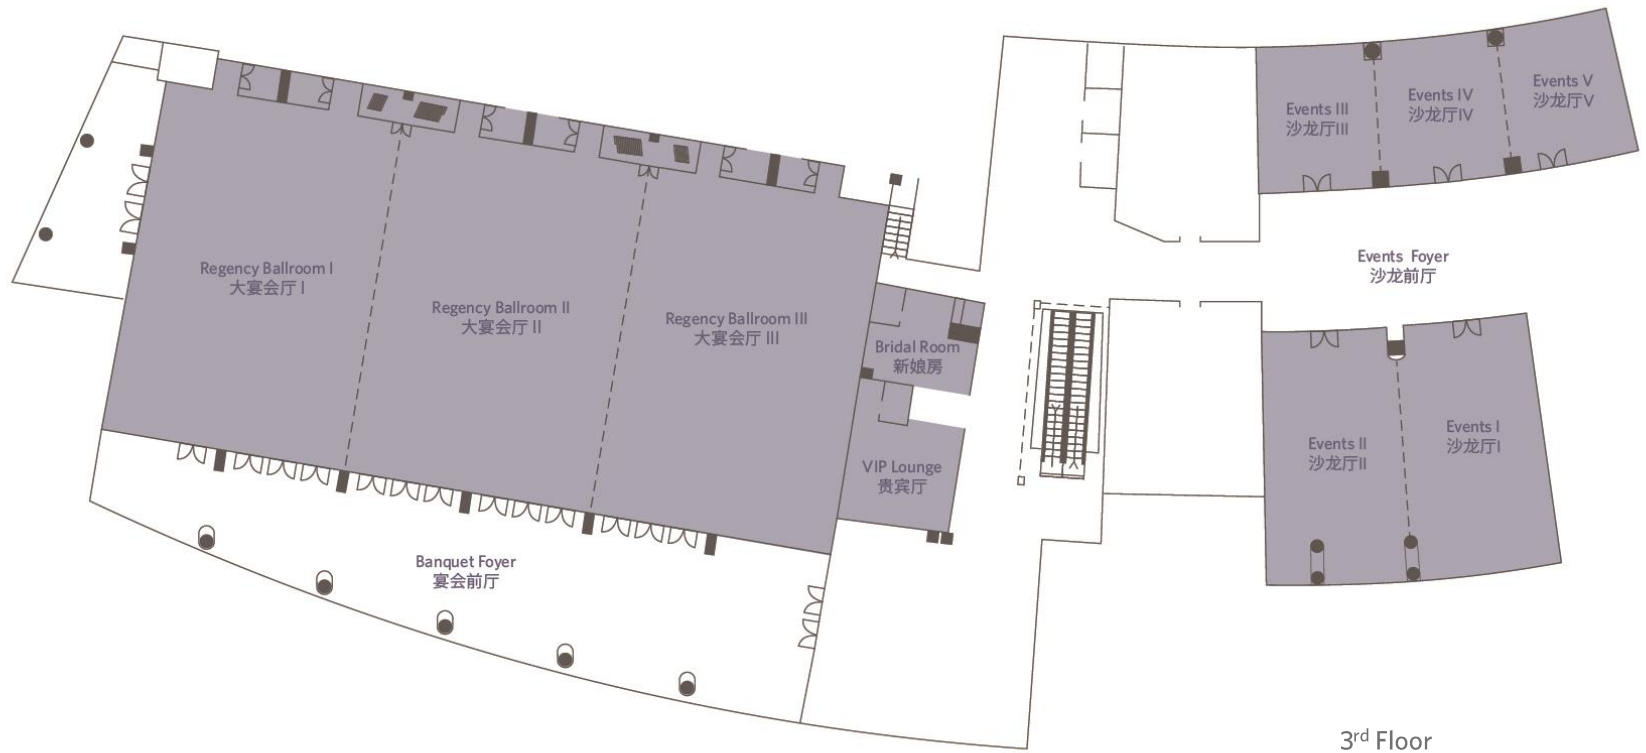 Regency Ballroom I
大宴会厅 I
Regency Ballroom II
大宴会厅 II
Regency Ballroom III
大宴会厅 III
Bridal Room
新娘房
VIP Lounge
贵宾厅
Banquet Foyer
宴会前厅
Events III
沙龙厅III
Events IV
沙龙厅IV
Events V
沙龙厅V
Events Foyer
沙龙前厅
Events II
沙龙厅II
Events I
沙龙厅I
3rd Floor